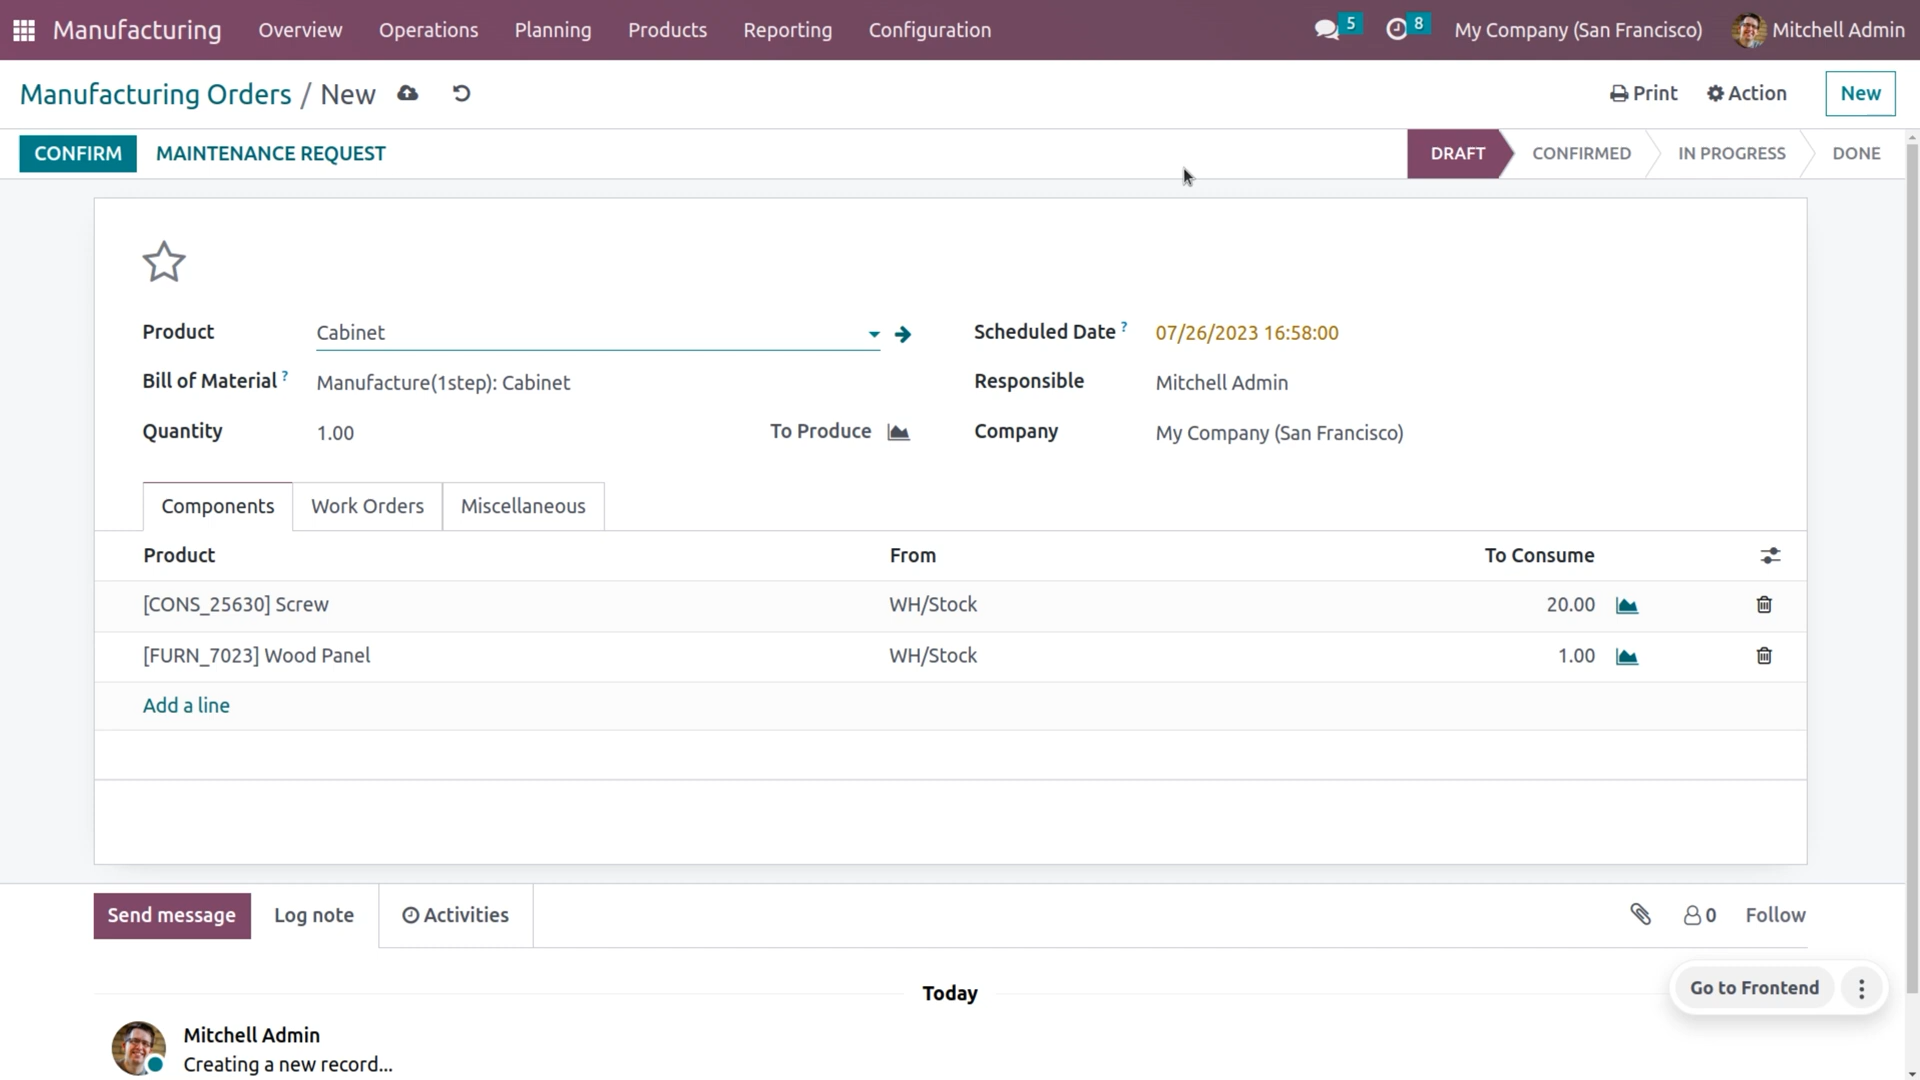 Manufacturing Overview Operations Planning Products Reporting Configuration 5 8 My Company (San Francisco) Mitchell Admin
Manufacturing Orders / New Print Action New
CONFIRM MAINTENANCE REQUEST DRAFT CONFIRMED IN PROGRESS DONE
Product Cabinet Scheduled Date ? 07/26/2023 16:58:00
Bill of Material ? Manufacture(1step): Cabinet Responsible Mitchell Admin
Quantity 1.00 To Produce Company My Company (San Francisco)
Components Work Orders Miscellaneous
Product From To Consume
[CONS_25630] Screw WH/Stock 20.00
[FURN_7023] Wood Panel WH/Stock 1.00
Add a line
Send message Log note Activities 0 Follow
Today
Go to Frontend
Mitchell Admin
Creating a new record...